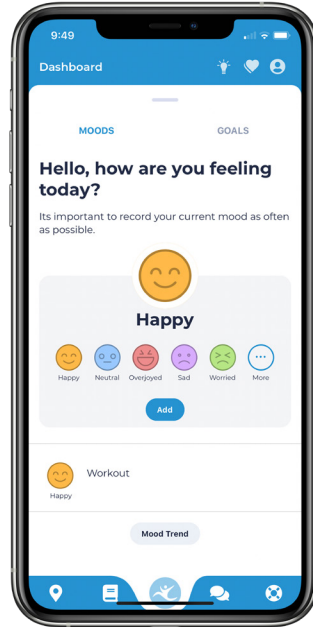 9:49
Dashboard
MOODS
GOALS
Hello, how are you feeling
today?
Its important to record your current mood as often
as possible.
Happy
Happy Neutral Overjoyed Sad Worried More
Add
Workout
Happy
Mood Trend